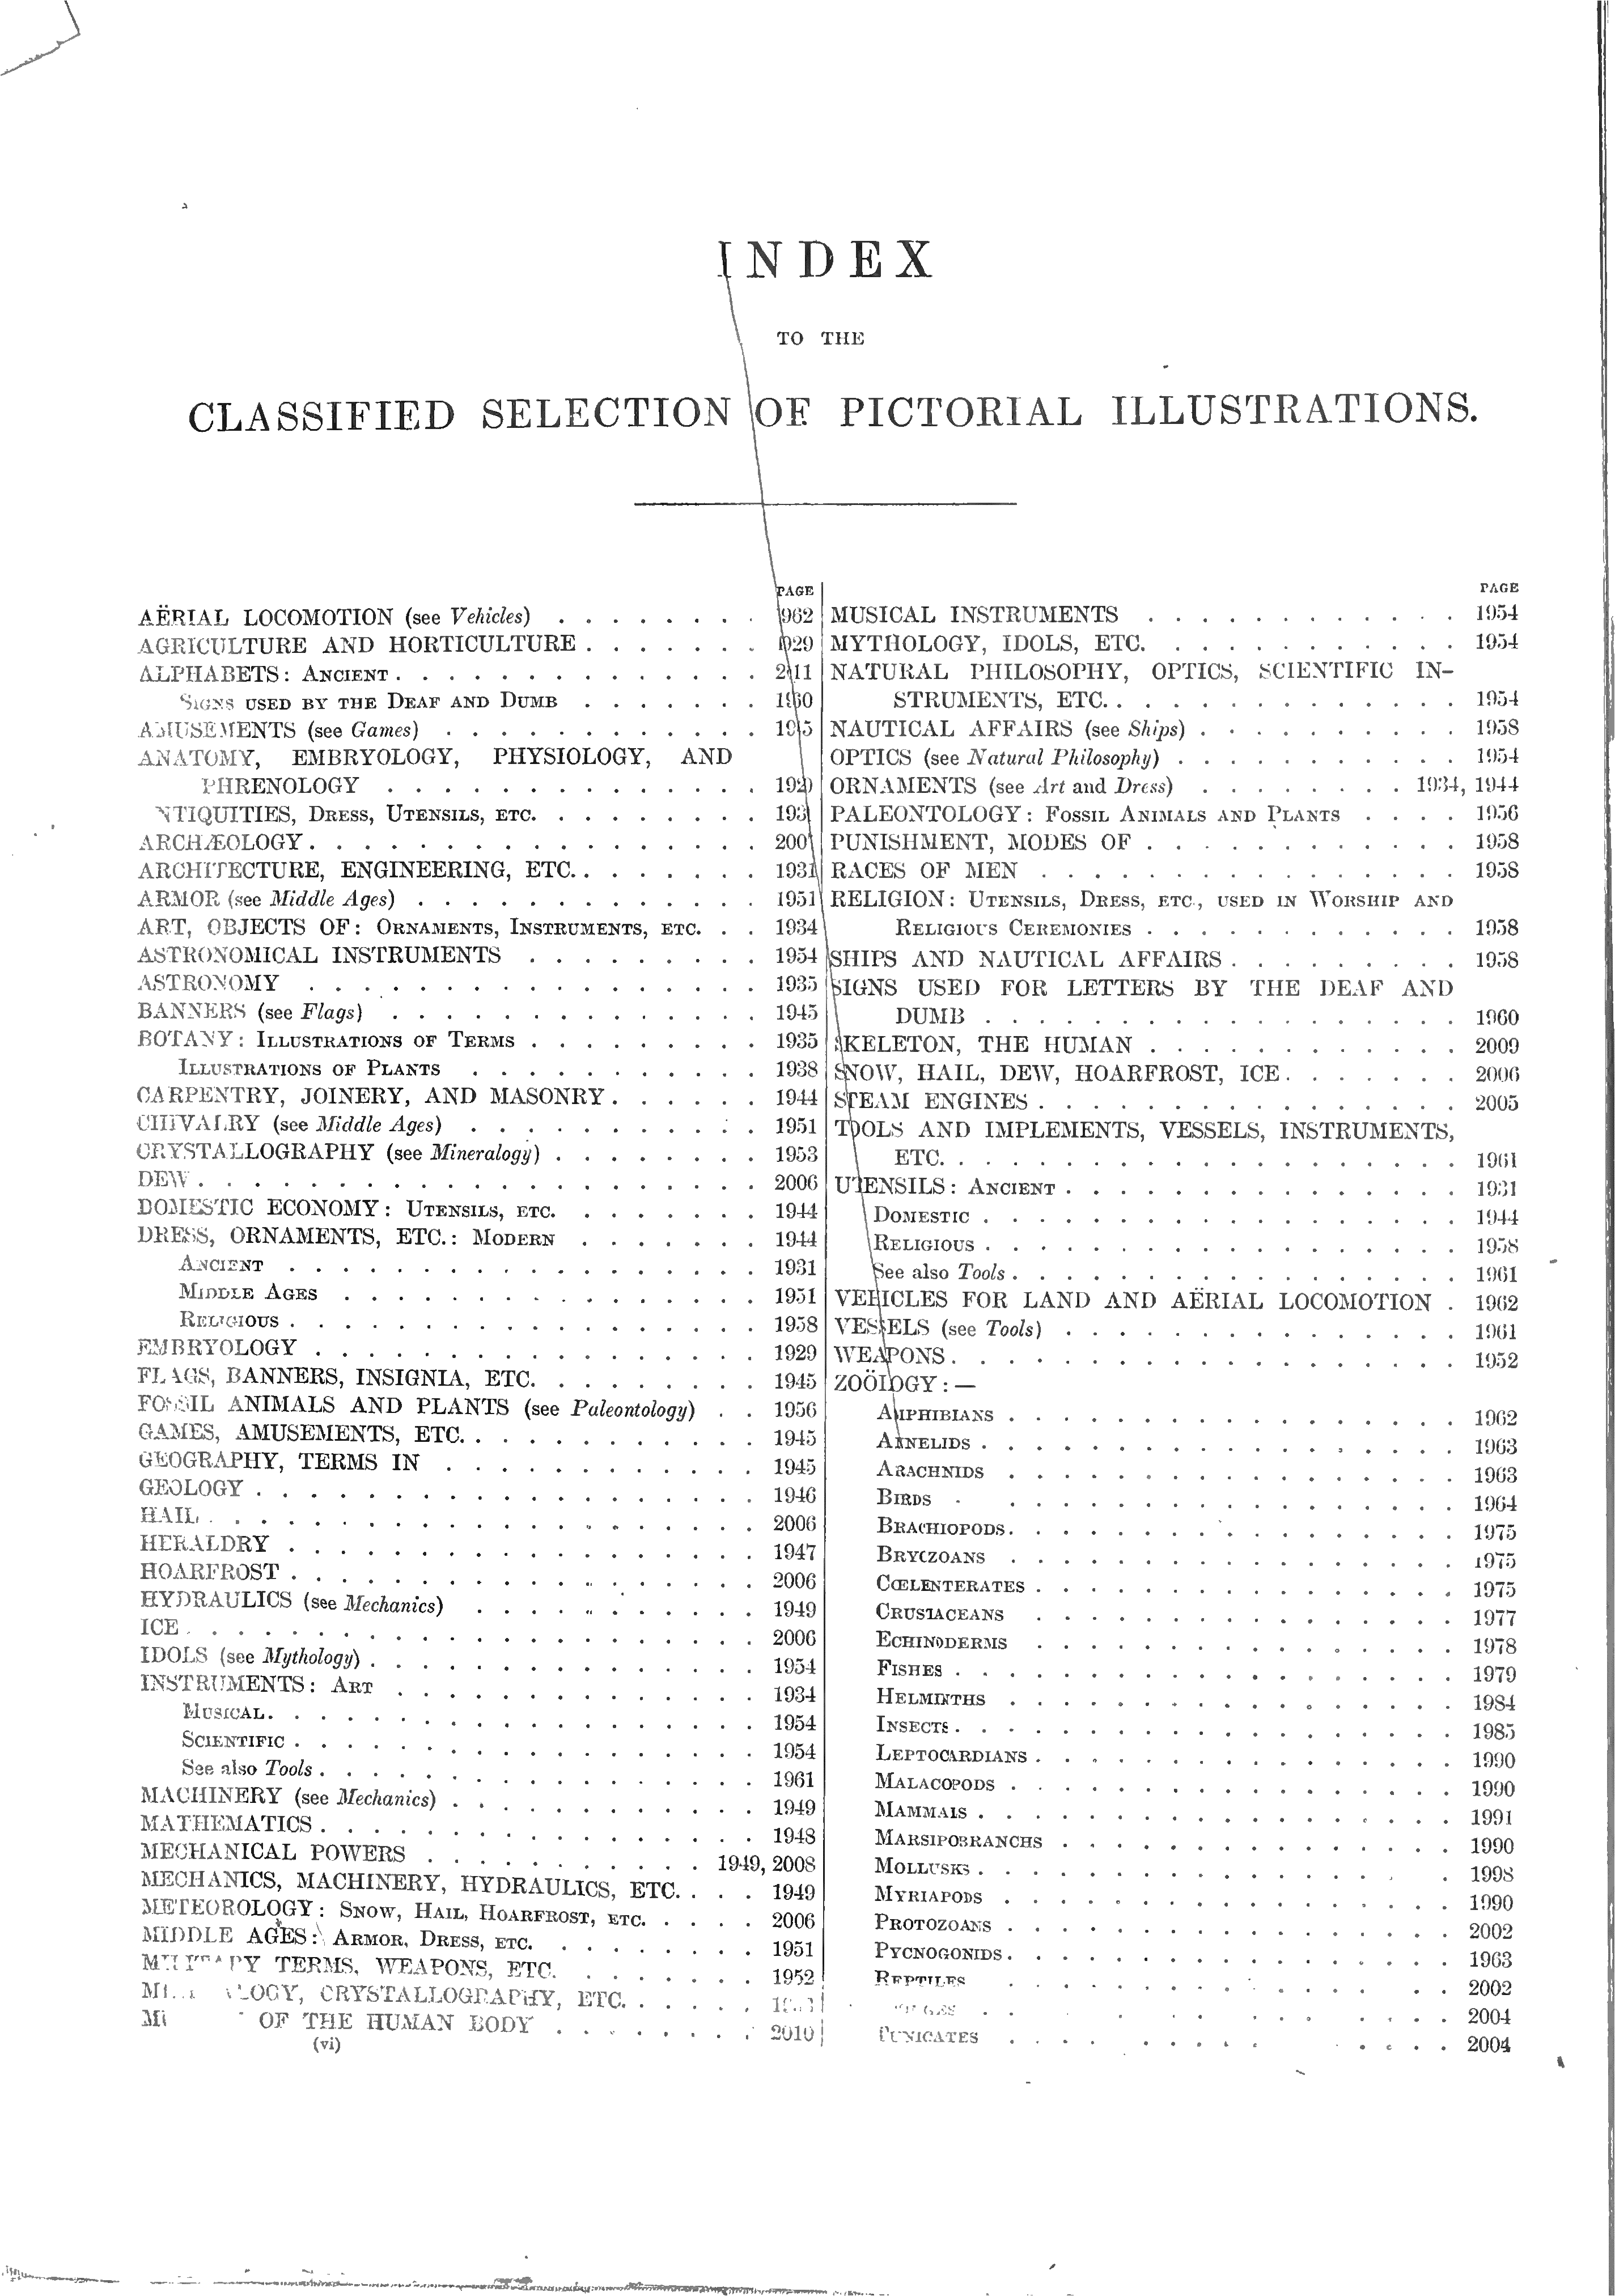 INDEX
TO THE
CLASSIFIED SELECTION OF PICTORIAL ILLUSTRATIONS.
PAGE
AËRIAL LOCOMOTION (see Vehicles) . . . . . . . . 962
AGRICULTURE AND HORTICULTURE . . . . . . . 1929
ALPHABETS: ANCIENT . . . . . . . . . . . . . . 2011
SIGNS USED BY THE DEAF AND DUMB . . . . . . . 1960
AMUSEMENTS (see Games) . . . . . . . . . . . . 1945
ANATOMY, EMBRYOLOGY, PHYSIOLOGY, AND
PHRENOLOGY . . . . . . . . . . . . . . 1929
NTIQUITIES, DRESS, UTENSILS, ETC. . . . . . . . . 1931
ARCHÆOLOGY . . . . . . . . . . . . . . . . . 2007
ARCHITECTURE, ENGINEERING, ETC. . . . . . . . 1931
ARMOR (see Middle Ages) . . . . . . . . . . . . . 1951
ART, OBJECTS OF: ORNAMENTS, INSTRUMENTS, ETC. . . 1934
ASTRONOMICAL INSTRUMENTS . . . . . . . . . 1954
ASTRONOMY . . . . . . . . . . . . . . . . . 1935
BANNERS (see Flags) . . . . . . . . . . . . . . 1945
BOTANY: ILLUSTRATIONS OF TERMS . . . . . . . . . 1935
ILLUSTRATIONS OF PLANTS . . . . . . . . . . . 1938
CARPENTRY, JOINERY, AND MASONRY . . . . . . 1944
CHIVALRY (see Middle Ages) . . . . . . . . . . . 1951
CRYSTALLOGRAPHY (see Mineralogy) . . . . . . . . 1953
DEW . . . . . . . . . . . . . . . . . . . . . 2006
DOMESTIC ECONOMY: UTENSILS, ETC. . . . . . . . 1944
DRESS, ORNAMENTS, ETC.: MODERN . . . . . . . 1944
ANCIENT . . . . . . . . . . . . . . . . . . 1931
MIDDLE AGES . . . . . . . . . . . . . . . . 1951
RELIGIOUS . . . . . . . . . . . . . . . . . . 1958
EMBRYOLOGY . . . . . . . . . . . . . . . . . 1929
FLAGS, BANNERS, INSIGNIA, ETC. . . . . . . . . 1945
FOSSIL ANIMALS AND PLANTS (see Paleontology) . . 1956
GAMES, AMUSEMENTS, ETC. . . . . . . . . . . . 1945
GEOGRAPHY, TERMS IN . . . . . . . . . . . . 1945
GEOLOGY . . . . . . . . . . . . . . . . . . . 1946
HAIL . . . . . . . . . . . . . . . . . . . . . 2006
HERALDRY . . . . . . . . . . . . . . . . . . 1947
HOARFROST . . . . . . . . . . . . . . . . . . 2006
HYDRAULICS (see Mechanics) . . . . . . . . . . . 1949
ICE . . . . . . . . . . . . . . . . . . . . . . 2006
IDOLS (see Mythology) . . . . . . . . . . . . . . . 1954
INSTRUMENTS: ART . . . . . . . . . . . . . . 1934
MUSICAL . . . . . . . . . . . . . . . . . . . 1954
SCIENTIFIC . . . . . . . . . . . . . . . . . . 1954
See also Tools . . . . . . . . . . . . . . . . . 1961
MACHINERY (see Mechanics) . . . . . . . . . . . . 1949
MATHEMATICS . . . . . . . . . . . . . . . . . 1948
MECHANICAL POWERS . . . . . . . . . . . 1949, 2008
MECHANICS, MACHINERY, HYDRAULICS, ETC. . . . 1949
METEOROLOGY: SNOW, HAIL, HOARFROST, ETC. . . . . 2006
MIDDLE AGES: ARMOR, DRESS, ETC. . . . . . . . . 1951
TERMS, WEAPONS, ETC. . . . . . . . 1952
CRYSTALLOGRAPHY, ETC. . . . . .
OF THE HUMAN BODY . . . . . . . . 2010
(vi)
PAGE
MUSICAL INSTRUMENTS . . . . . . . . . . . . 1954
MYTHOLOGY, IDOLS, ETC. . . . . . . . . . . . 1954
NATURAL PHILOSOPHY, OPTICS, SCIENTIFIC IN-
STRUMENTS, ETC. . . . . . . . . . . . . . 1954
NAUTICAL AFFAIRS (see Ships) . . . . . . . . . . 1958
OPTICS (see Natural Philosophy) . . . . . . . . . . . 1954
ORNAMENTS (see Art and Dress) . . . . . . . . 1934, 1944
PALEONTOLOGY: FOSSIL ANIMALS AND PLANTS . . . . 1956
PUNISHMENT, MODES OF . . . . . . . . . . . . 1958
RACES OF MEN . . . . . . . . . . . . . . . . 1958
RELIGION: UTENSILS, DRESS, ETC., USED IN WORSHIP AND
RELIGIOUS CEREMONIES . . . . . . . . . . . . 1958
SHIPS AND NAUTICAL AFFAIRS . . . . . . . . . 1958
SIGNS USED FOR LETTERS BY THE DEAF AND
DUMB . . . . . . . . . . . . . . . . . . 1960
SKELETON, THE HUMAN . . . . . . . . . . . . 2009
SNOW, HAIL, DEW, HOARFROST, ICE . . . . . . . 2006
STEAM ENGINES . . . . . . . . . . . . . . . . 2005
TOOLS AND IMPLEMENTS, VESSELS, INSTRUMENTS,
ETC. . . . . . . . . . . . . . . . . . . . 1961
UTENSILS: ANCIENT . . . . . . . . . . . . . . . 1931
DOMESTIC . . . . . . . . . . . . . . . . . . 1944
RELIGIOUS . . . . . . . . . . . . . . . . . . 1958
See also Tools . . . . . . . . . . . . . . . . . 1961
VEHICLES FOR LAND AND AËRIAL LOCOMOTION . 1962
VESSELS (see Tools) . . . . . . . . . . . . . . . 1961
WEAPONS . . . . . . . . . . . . . . . . . . . 1952
ZOÖLOGY:—
AMPHIBIANS . . . . . . . . . . . . . . . . . 1962
ANNELIDS . . . . . . . . . . . . . . . . . . 1963
ARACHNIDS . . . . . . . . . . . . . . . . . 1963
BIRDS . . . . . . . . . . . . . . . . . . 1964
BRACHIOPODS . . . . . . . . . . . . . . . . . 1975
BRYOZOANS . . . . . . . . . . . . . . . . . 1975
CŒLENTERATES . . . . . . . . . . . . . . . . 1975
CRUSTACEANS . . . . . . . . . . . . . . . . 1977
ECHINODERMS . . . . . . . . . . . . . . . . 1978
FISHES . . . . . . . . . . . . . . . . . . . 1979
HELMINTHS . . . . . . . . . . . . . . . . . 1984
INSECTS . . . . . . . . . . . . . . . . . . . 1985
LEPTOCARDIANS . . . . . . . . . . . . . . . . 1990
MALACOPODS . . . . . . . . . . . . . . . . . 1990
MAMMALS . . . . . . . . . . . . . . . . . . 1991
MARSIPOBRANCHS . . . . . . . . . . . . . . . 1990
MOLLUSKS . . . . . . . . . . . . . . . . . . 1998
MYRIAPODS . . . . . . . . . . . . . . . . . 1990
PROTOZOANS . . . . . . . . . . . . . . . . . 2002
PYCNOGONIDS . . . . . . . . . . . . . . . . . 1963
REPTILES . . . . . . . . . . . . . . . . . 2002
2004
TUNICATES . . . . . . . . . . . . . . 2004